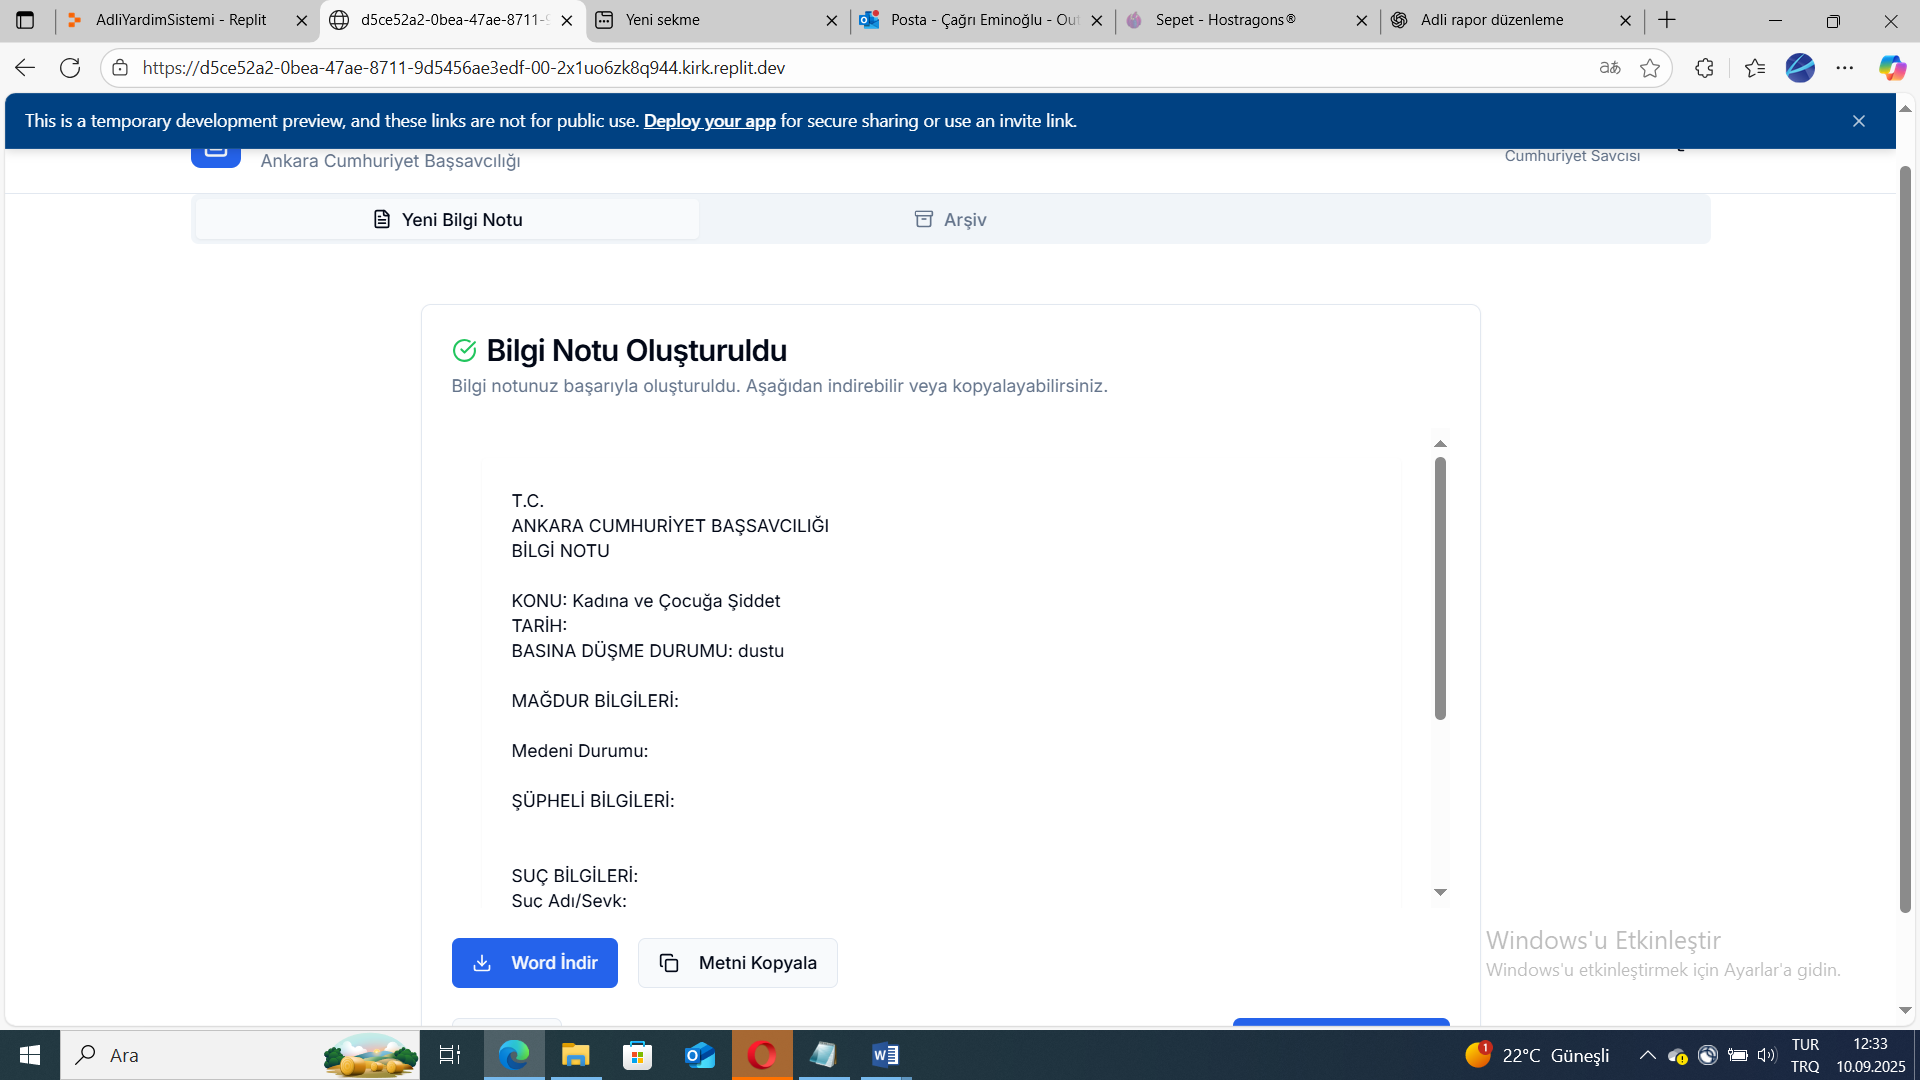 AdliYardimSistemi - Replit
d5ce52a2-0bea-47ae-8711-9
Yeni sekme
Posta - Çağrı Eminoğlu - Out
Sepet - Hostragons®
Adli rapor düzenleme
https://d5ce52a2-0bea-47ae-8711-9d5456ae3edf-00-2x1uo6zk8q944.kirk.replit.dev
This is a temporary development preview, and these links are not for public use. Deploy your app for secure sharing or use an invite link.
Ankara Cumhuriyet Başsavcılığı
Cumhuriyet Savcısı
Yeni Bilgi Notu
Arşiv
Bilgi Notu Oluşturuldu
Bilgi notunuz başarıyla oluşturuldu. Aşağıdan indirebilir veya kopyalayabilirsiniz.
T.C.
ANKARA CUMHURİYET BAŞSAVCILIĞI
BİLGİ NOTU
KONU: Kadına ve Çocuğa Şiddet
TARİH:
BASINA DÜŞME DURUMU: dustu
MAĞDUR BİLGİLERİ:
Medeni Durumu:
ŞÜPHELİ BİLGİLERİ:
SUÇ BİLGİLERİ:
Suç Adı/Sevk:
Word İndir
Metni Kopyala
Windows'u Etkinleştir
Windows'u etkinleştirmek için Ayarlar'a gidin.
Ara
1
22°C Güneşli
TUR
TRQ
12:33
10.09.2025